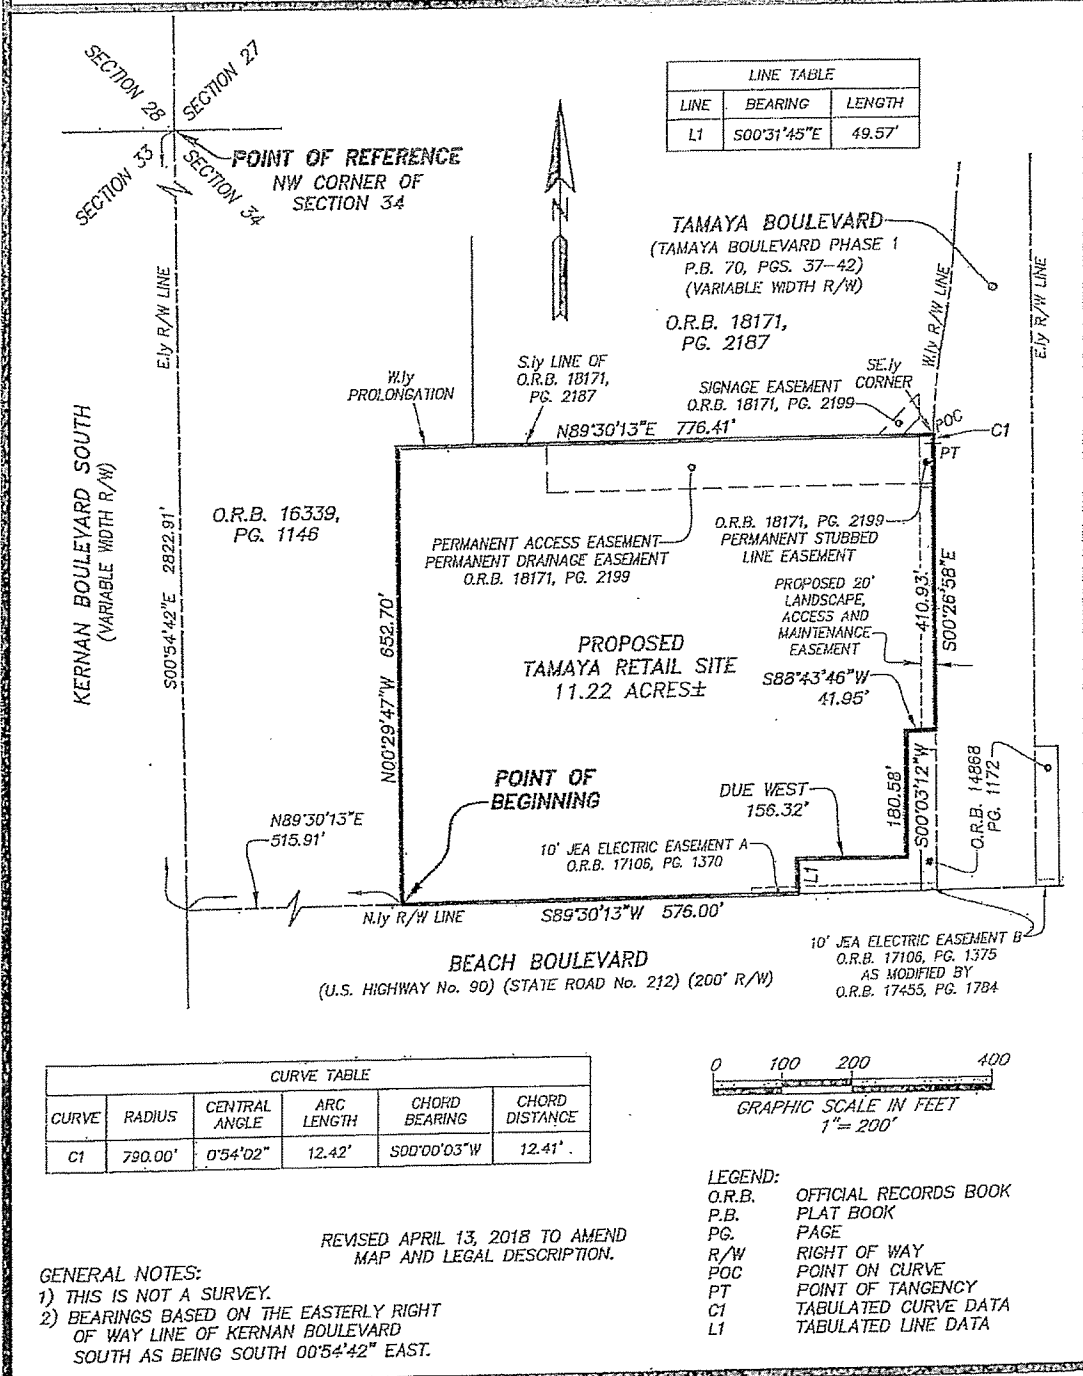 SECTION 28
SECTION 27
SECTION 33
SECTION 34
POINT OF REFERENCE
NW CORNER OF
SECTION 34
N
LINE TABLE
LINE BEARING LENGTH
L1 S00°31'45"E 49.57'
TAMAYA BOULEVARD
(TAMAYA BOULEVARD PHASE 1
P.B. 70, PGS. 37-42)
(VARIABLE WIDTH R/W)
O.R.B. 18171,
PG. 2187
W.ly R/W LINE
E.ly R/W LINE
E.ly R/W LINE
KERNAN BOULEVARD SOUTH
(VARIABLE WIDTH R/W)
S00°54'42"E 2822.91'
O.R.B. 16339,
PG. 1146
W.ly
PROLONGATION
S.ly LINE OF
O.R.B. 18171,
PG. 2187
SIGNAGE EASEMENT
O.R.B. 18171, PG. 2199
SE.ly
CORNER
POC
C1
PT
N89°30'13"E 776.41'
PERMANENT ACCESS EASEMENT
PERMANENT DRAINAGE EASEMENT
O.R.B. 18171, PG. 2199
O.R.B. 18171, PG. 2199
PERMANENT STUBBED
LINE EASEMENT
PROPOSED 20'
LANDSCAPE,
ACCESS AND
MAINTENANCE
EASEMENT
410.93'
S00°26'58"E
N00°29'47"W 652.70'
PROPOSED
TAMAYA RETAIL SITE
11.22 ACRES±
S88°43'46"W
41.95'
POINT OF
BEGINNING
DUE WEST
156.32'
180.58'
S00°03'12"W
O.R.B. 14868
PG. 1172
N89°30'13"E
515.91'
10' JEA ELECTRIC EASEMENT A
O.R.B. 17106, PG. 1370
L1
N.ly R/W LINE
S89°30'13"W 576.00'
BEACH BOULEVARD
(U.S. HIGHWAY No. 90) (STATE ROAD No. 212) (200' R/W)
10' JEA ELECTRIC EASEMENT B
O.R.B. 17106, PG. 1375
AS MODIFIED BY
O.R.B. 17455, PG. 1784
CURVE TABLE
CURVE RADIUS CENTRAL ANGLE ARC LENGTH CHORD BEARING CHORD DISTANCE
C1 790.00' 0°54'02" 12.42' S00°00'03"W 12.41'
0 100 200 400
GRAPHIC SCALE IN FEET
1"= 200'
LEGEND:
O.R.B. OFFICIAL RECORDS BOOK
P.B. PLAT BOOK
PG. PAGE
R/W RIGHT OF WAY
POC POINT ON CURVE
PT POINT OF TANGENCY
C1 TABULATED CURVE DATA
L1 TABULATED LINE DATA
REVISED APRIL 13, 2018 TO AMEND
MAP AND LEGAL DESCRIPTION.
GENERAL NOTES:
1) THIS IS NOT A SURVEY.
2) BEARINGS BASED ON THE EASTERLY RIGHT
OF WAY LINE OF KERNAN BOULEVARD
SOUTH AS BEING SOUTH 00°54'42" EAST.